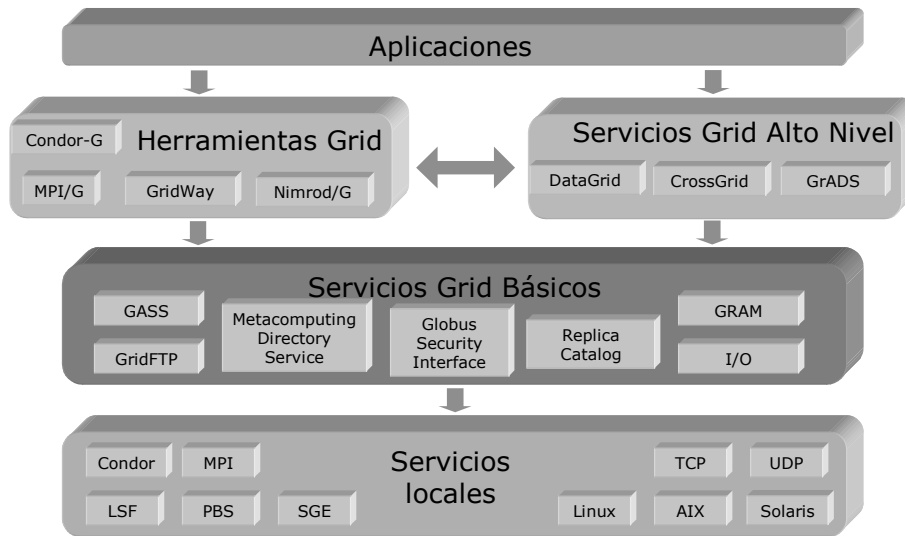 Aplicaciones
Herramientas Grid
Condor-G
MPI/G
GridWay
Nimrod/G
Servicios Grid Alto Nivel
DataGrid
CrossGrid
GrADS
Servicios Grid Básicos
GASS
GridFTP
Metacomputing
Directory
Service
Globus
Security
Interface
Replica
Catalog
GRAM
I/O
Servicios
locales
Condor
MPI
LSF
PBS
SGE
TCP
UDP
Linux
AIX
Solaris